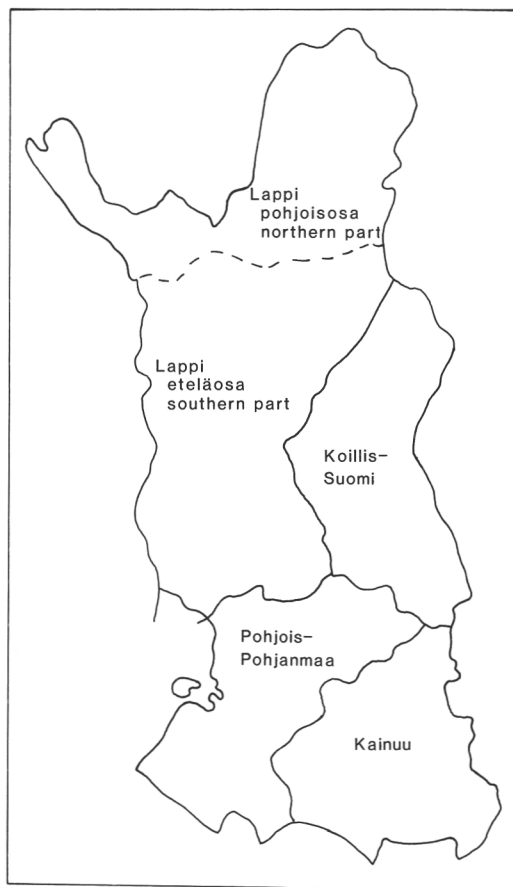 Lappi
pohjoisosa
northern part
Lappi
eteläosa
southern part
Koillis-
Suomi
Pohjois-
Pohjanmaa
Kainuu